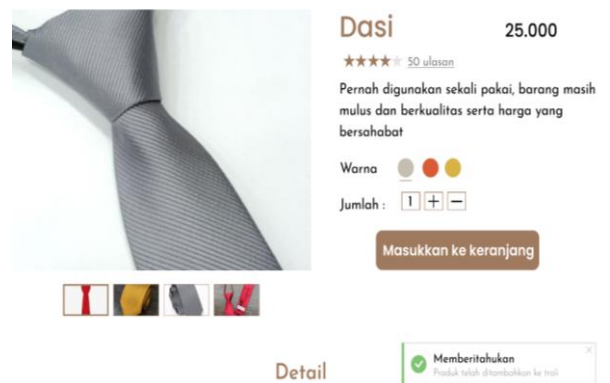 Dasi
25.000
50 ulasan
Pernah digunakan sekali pakai, barang masih
mulus dan berkualitas serta harga yang
bersahabat
Warna
Jumlah : 1 + −
Masukkan ke keranjang
Detail
Memberitahukan
Produk telah ditambahkan ke troli